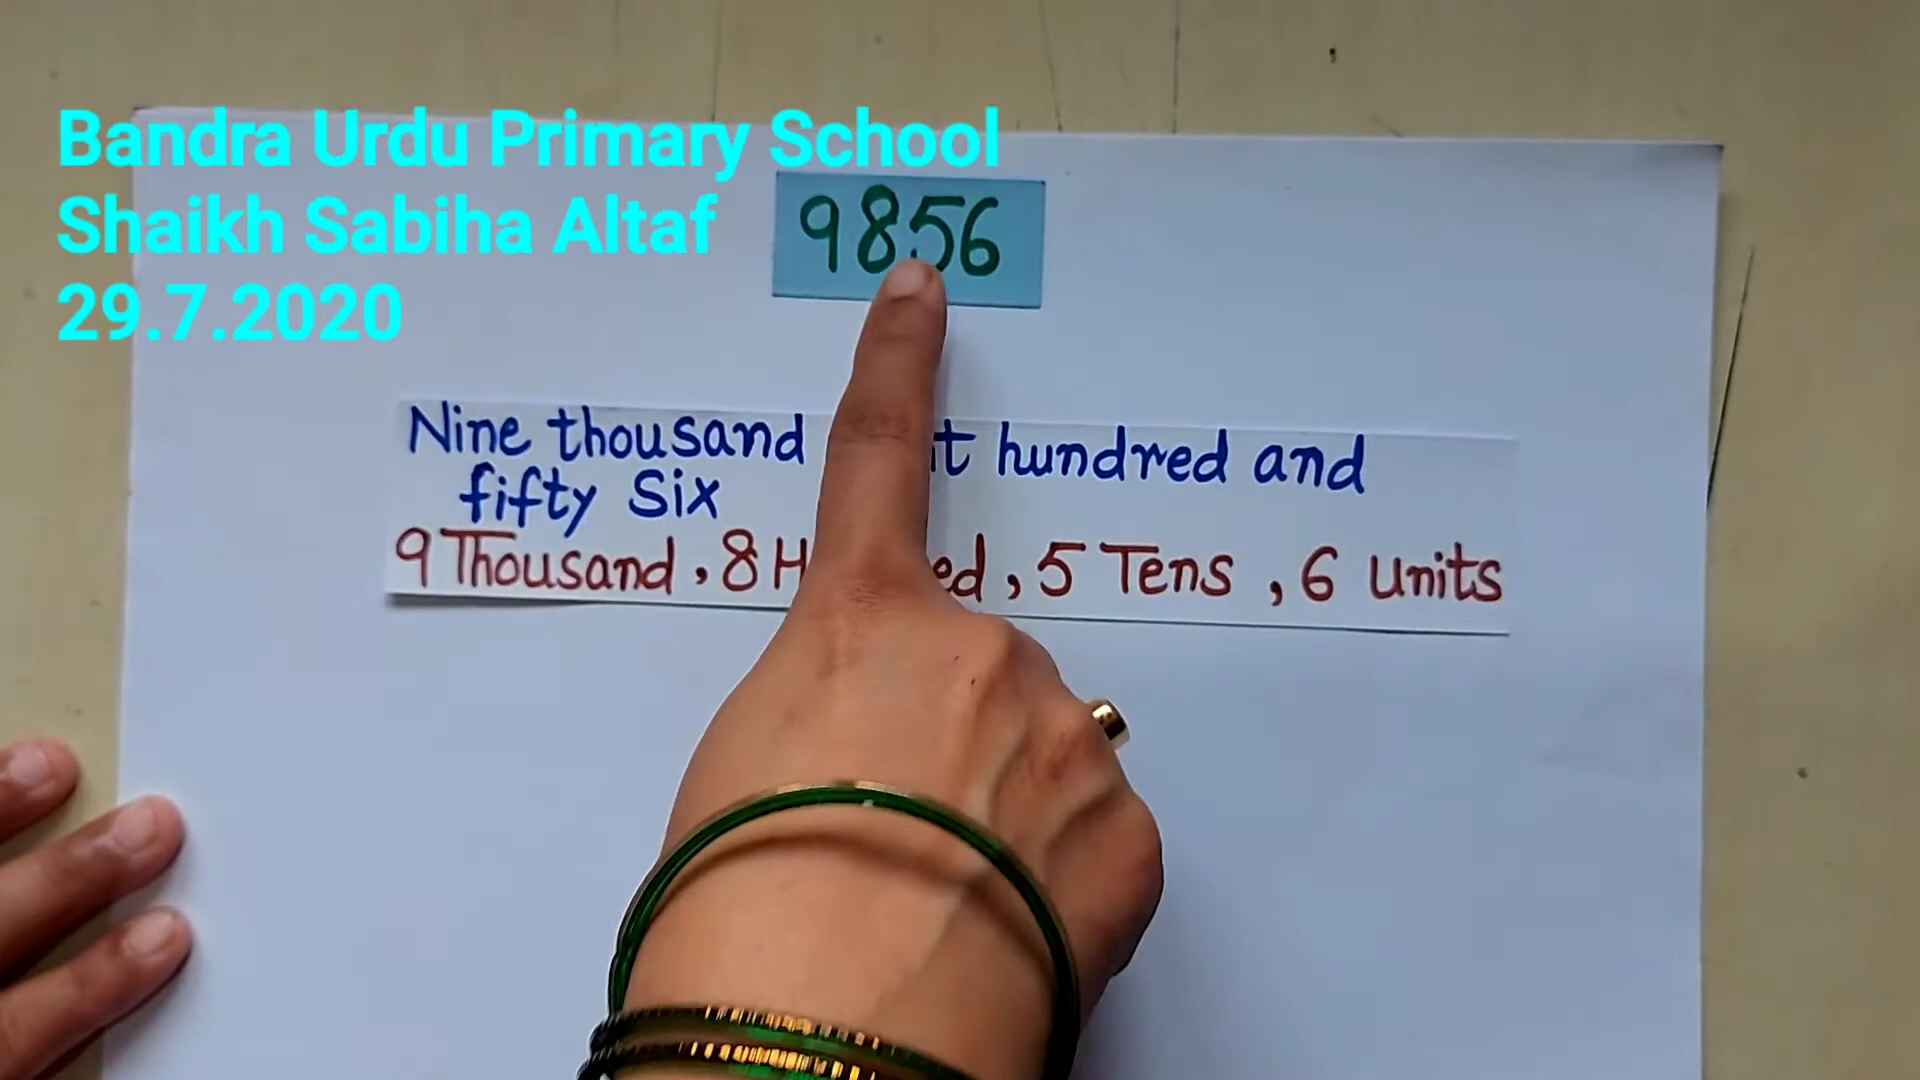 Bandra Urdu Primary School
Shaikh Sabiha Altaf
29.7.2020
9856
Nine thousand hundred and
fifty Six
9 Thousand, 8 , 5 Tens, 6 Units